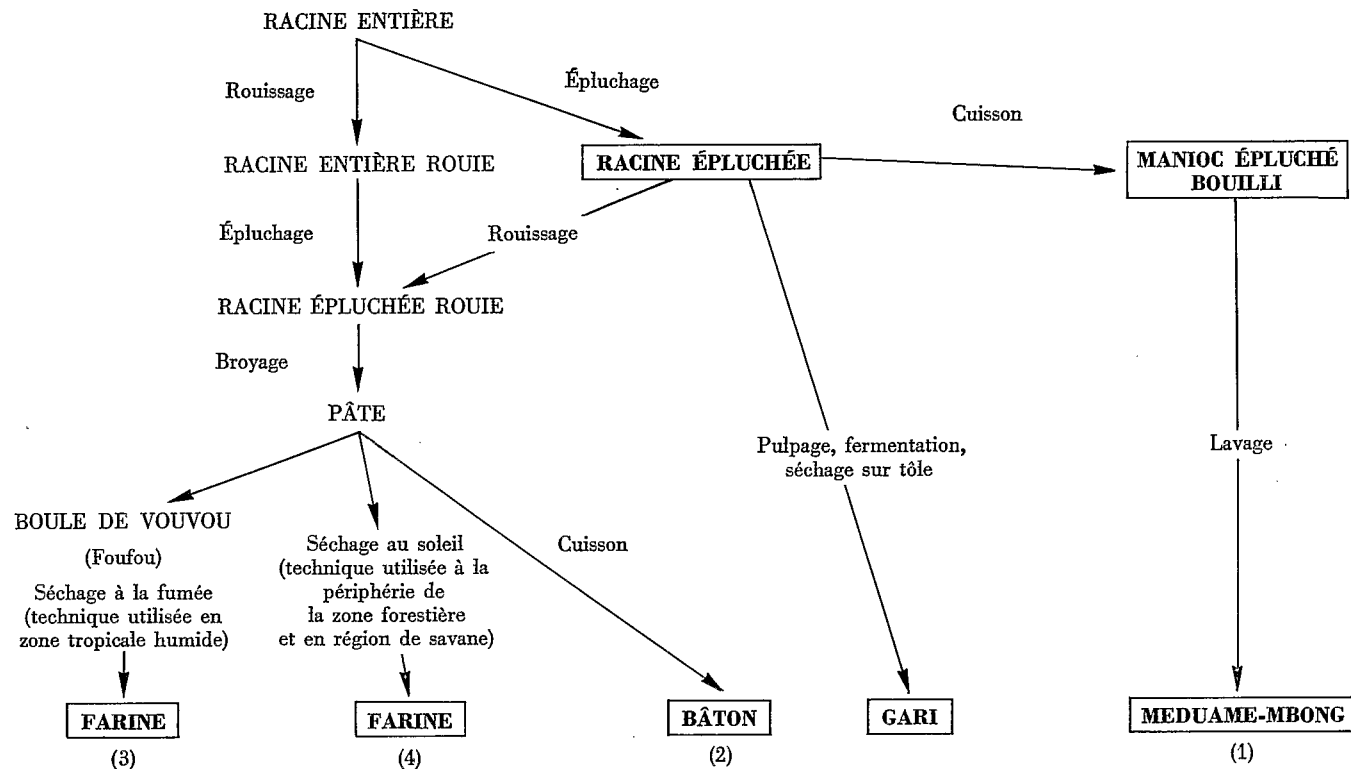 RACINE ENTIÈRE
Rouissage
Épluchage
Cuisson
RACINE ENTIÈRE ROUIE
RACINE ÉPLUCHÉE
MANIOC ÉPLUCHÉ
BOUILLI
Épluchage
Rouissage
RACINE ÉPLUCHÉE ROUIE
Broyage
PÂTE
Pulpage, fermentation,
séchage sur tôle
Lavage
BOULE DE VOUVOU
(Foufou)
Séchage à la fumée
(technique utilisée en
zone tropicale humide)
Séchage au soleil
(technique utilisée à la
périphérie de
la zone forestière
et en région de savane)
Cuisson
FARINE
(3)
FARINE
(4)
BÂTON
(2)
GARI
MEDUAME-MBONG
(1)